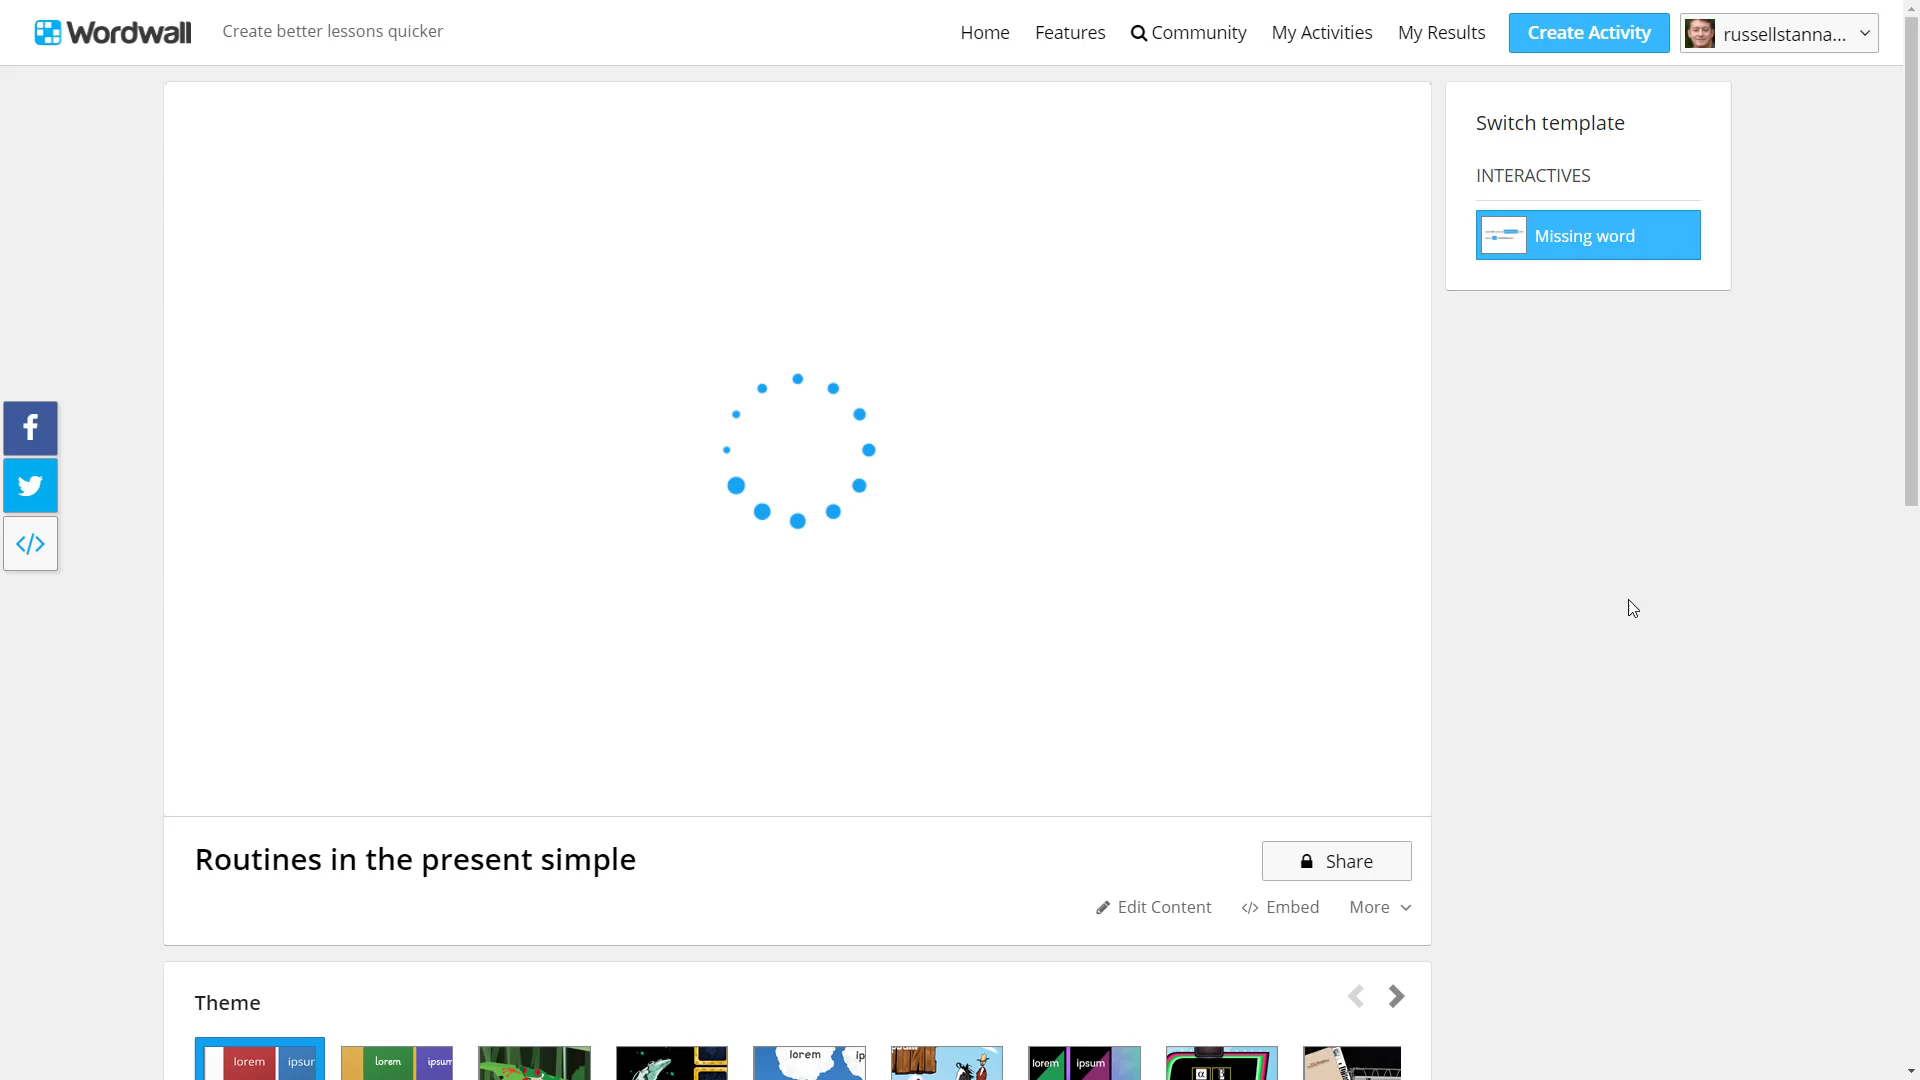 Wordwall
Create better lessons quicker
Home
Features
Community
My Activities
My Results
Create Activity
russellstanna...
Switch template
INTERACTIVES
Missing word
Routines in the present simple
Share
Edit Content
</> Embed
More
Theme
lorem ipsur
lorem ipsum
lorem ip
lorem ipsum